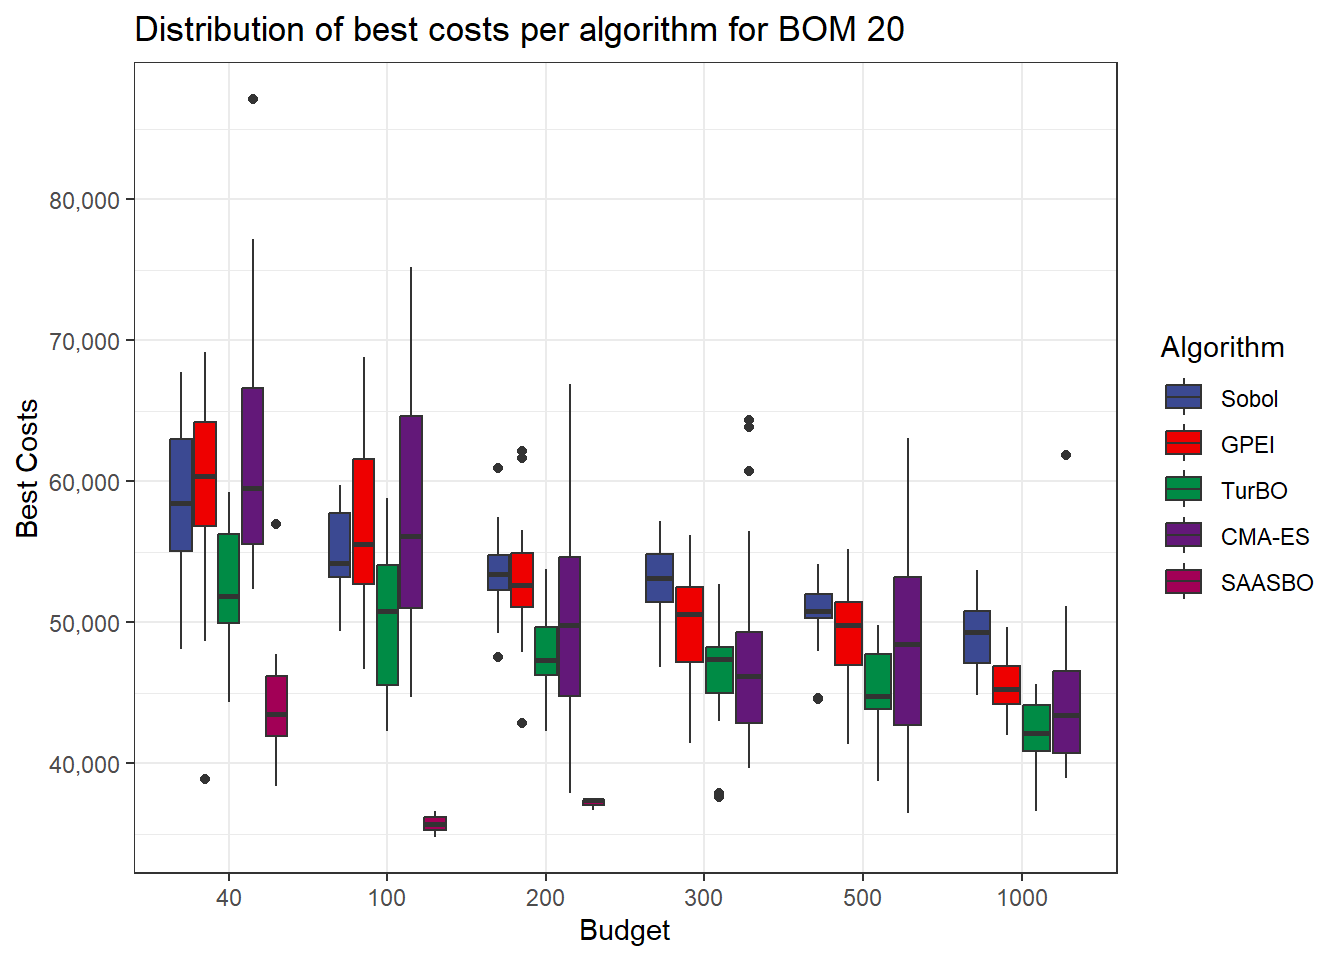 Distribution of best costs per algorithm for BOM 20
Best Costs
80,000
70,000
60,000
50,000
40,000
40
100
200
300
500
1000
Budget
Algorithm
Sobol
GPEI
TurBO
CMA-ES
SAASBO